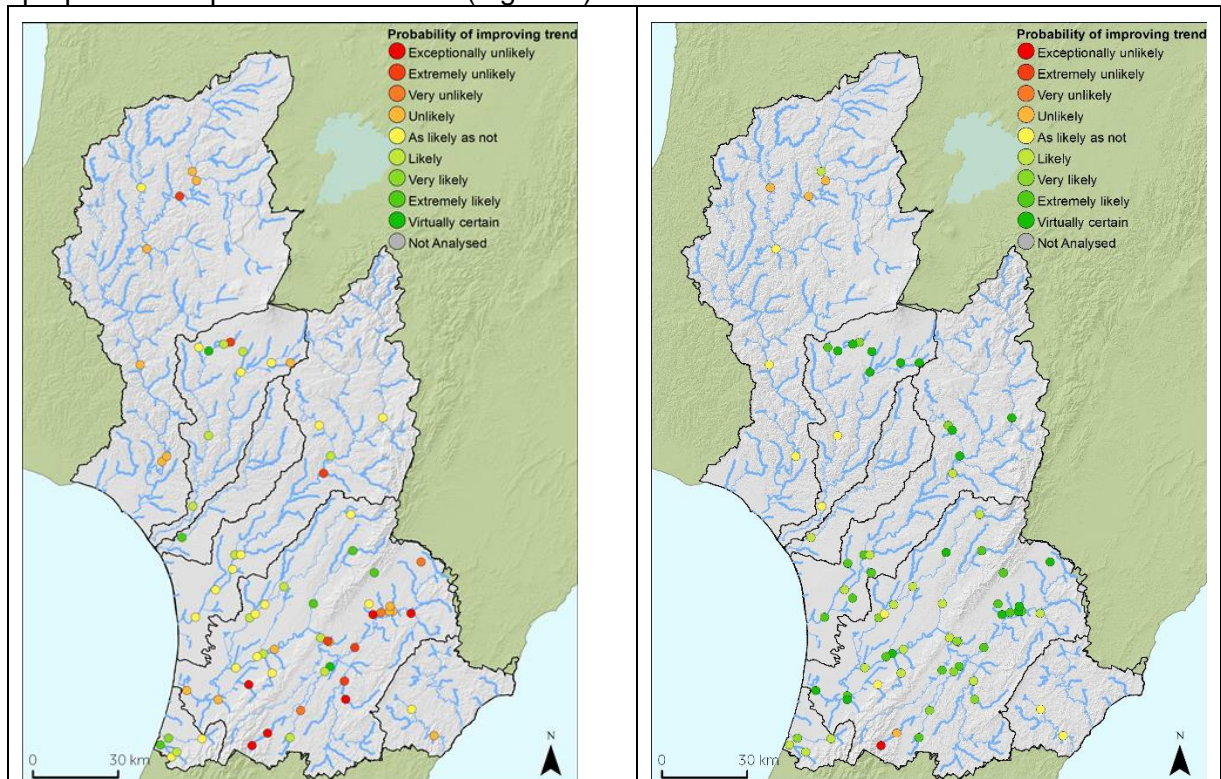 Probability of improving trend
Exceptionally unlikely
Extremely unlikely
Very unlikely
Unlikely
As likely as not
Likely
Very likely
Extremely likely
Virtually certain
Not Analysed
0 30 km
N
Probability of improving trend
Exceptionally unlikely
Extremely unlikely
Very unlikely
Unlikely
As likely as not
Likely
Very likely
Extremely likely
Virtually certain
Not Analysed
0 30 km
N